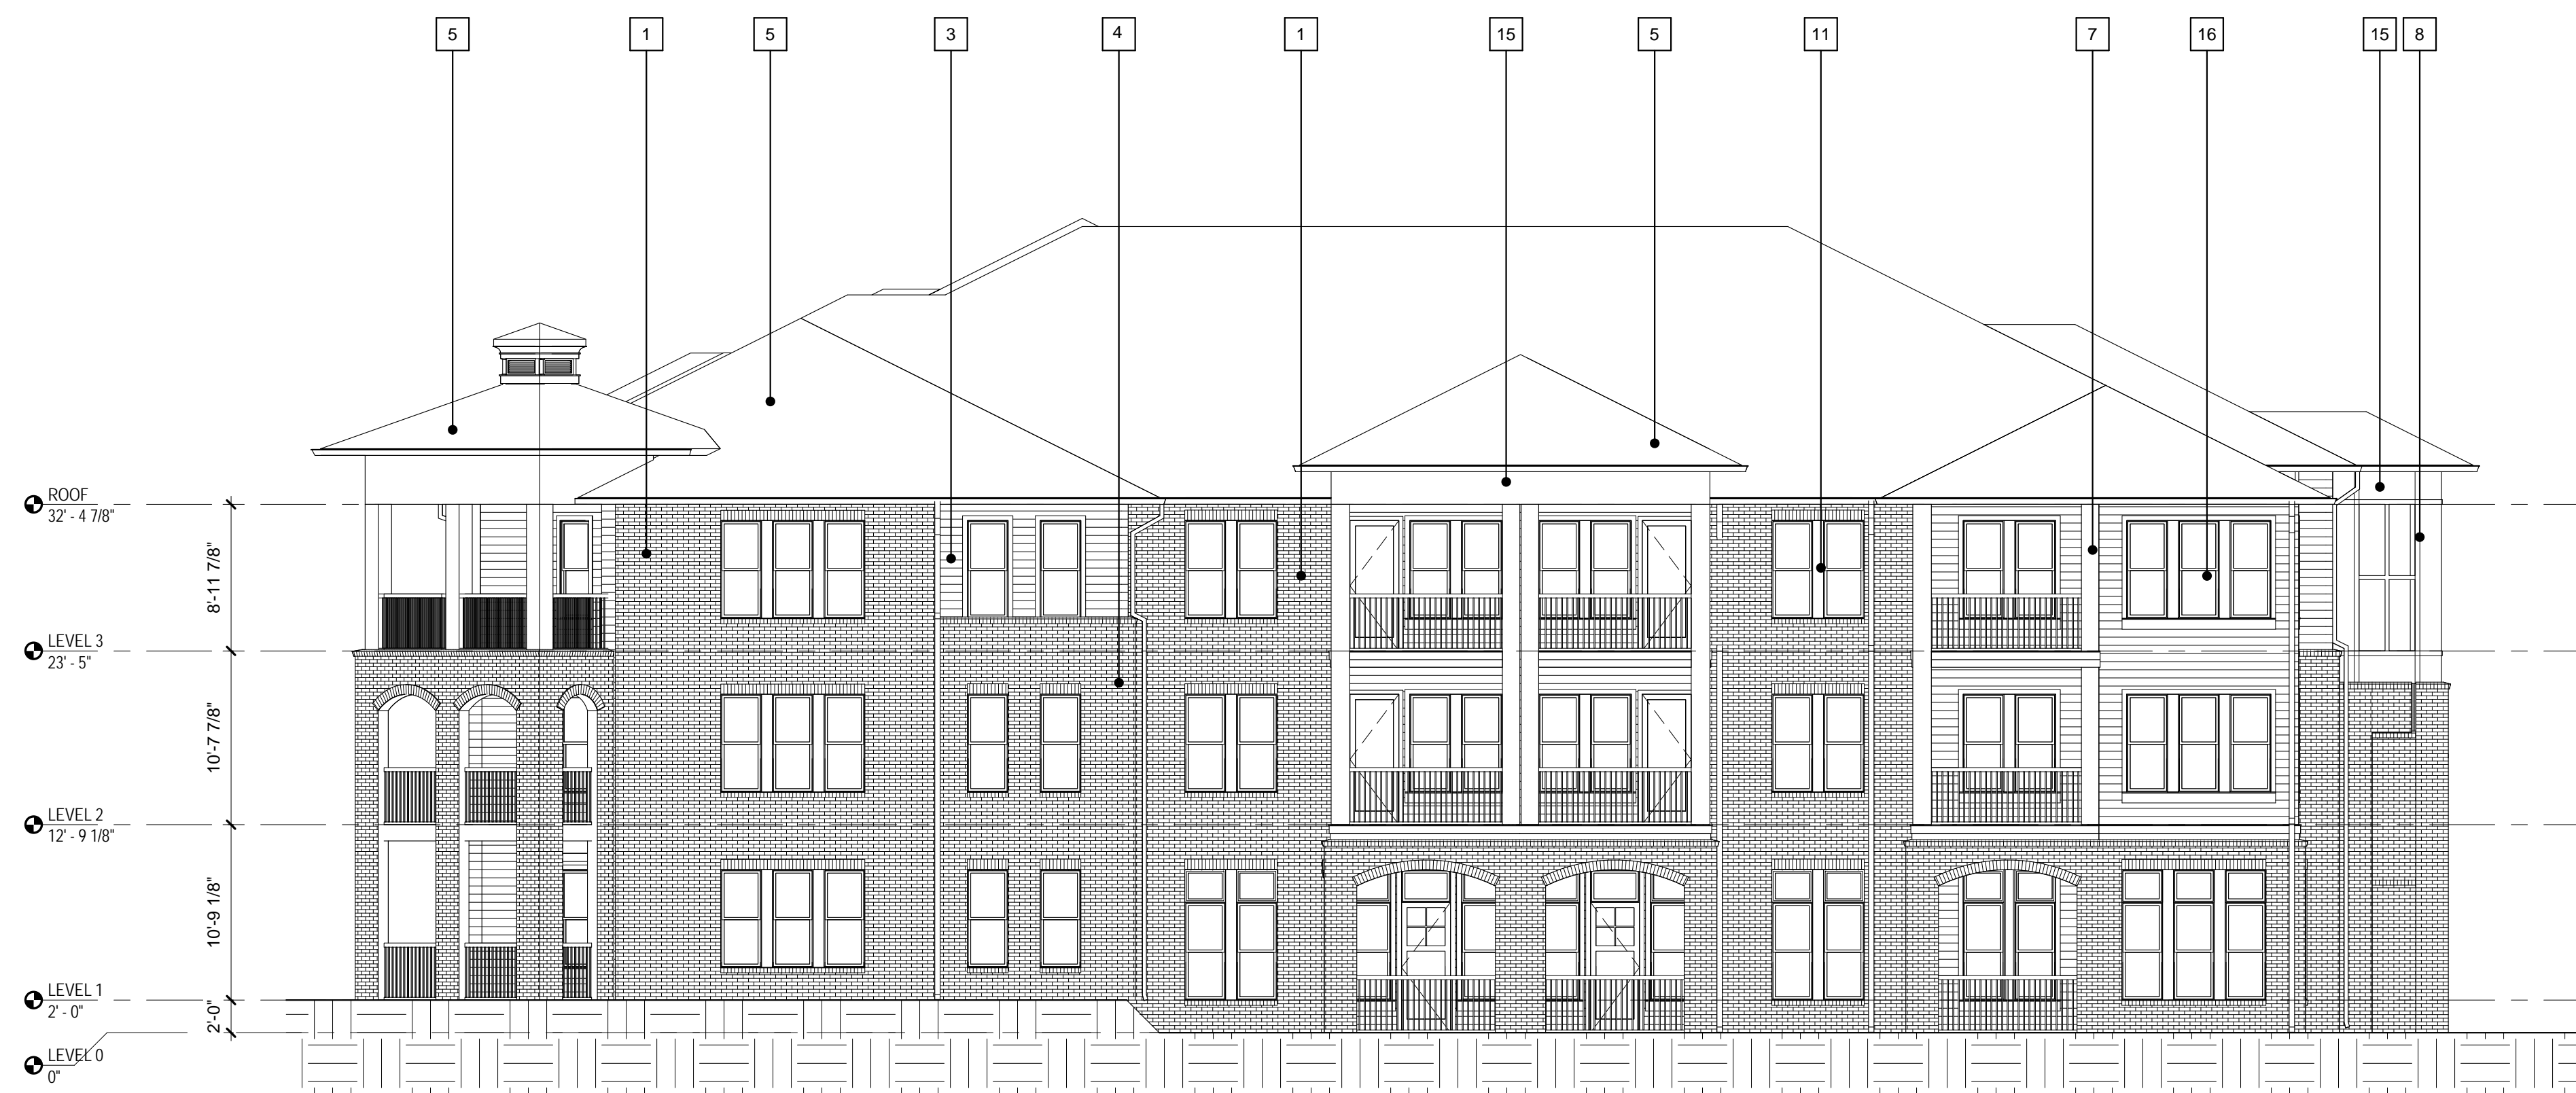 5 1 5 3 4 1 15 5 11 7 16 15 8
ROOF
32' - 4 7/8"
8'-11 7/8"
LEVEL 3
23' - 5"
10'-7 7/8"
LEVEL 2
12' - 9 1/8"
10'-9 1/8"
LEVEL 1
2' - 0"
2'-0"
LEVEL 0
0"